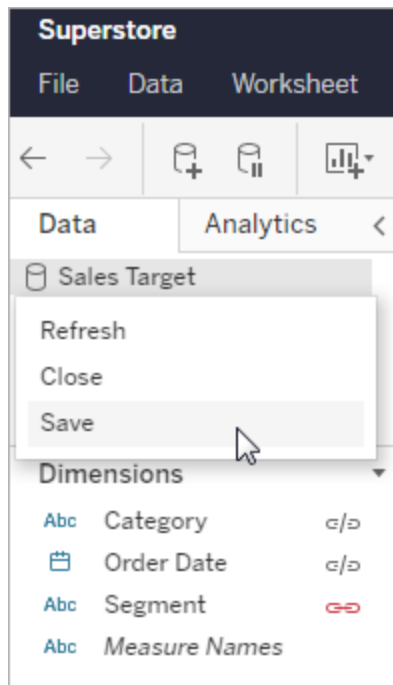 Superstore
File Data Worksheet
Data Analytics
Sales Target
Refresh
Close
Save
Dimensions
Abc Category
Order Date
Abc Segment
Abc Measure Names